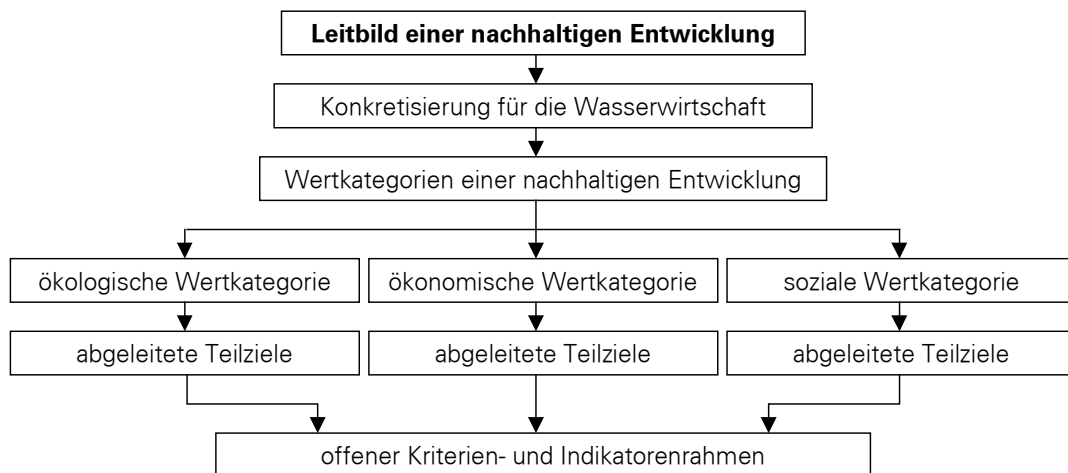 Leitbild einer nachhaltigen Entwicklung
Konkretisierung für die Wasserwirtschaft
Wertkategorien einer nachhaltigen Entwicklung
ökologische Wertkategorie
ökonomische Wertkategorie
soziale Wertkategorie
abgeleitete Teilziele
abgeleitete Teilziele
abgeleitete Teilziele
offener Kriterien- und Indikatorenrahmen